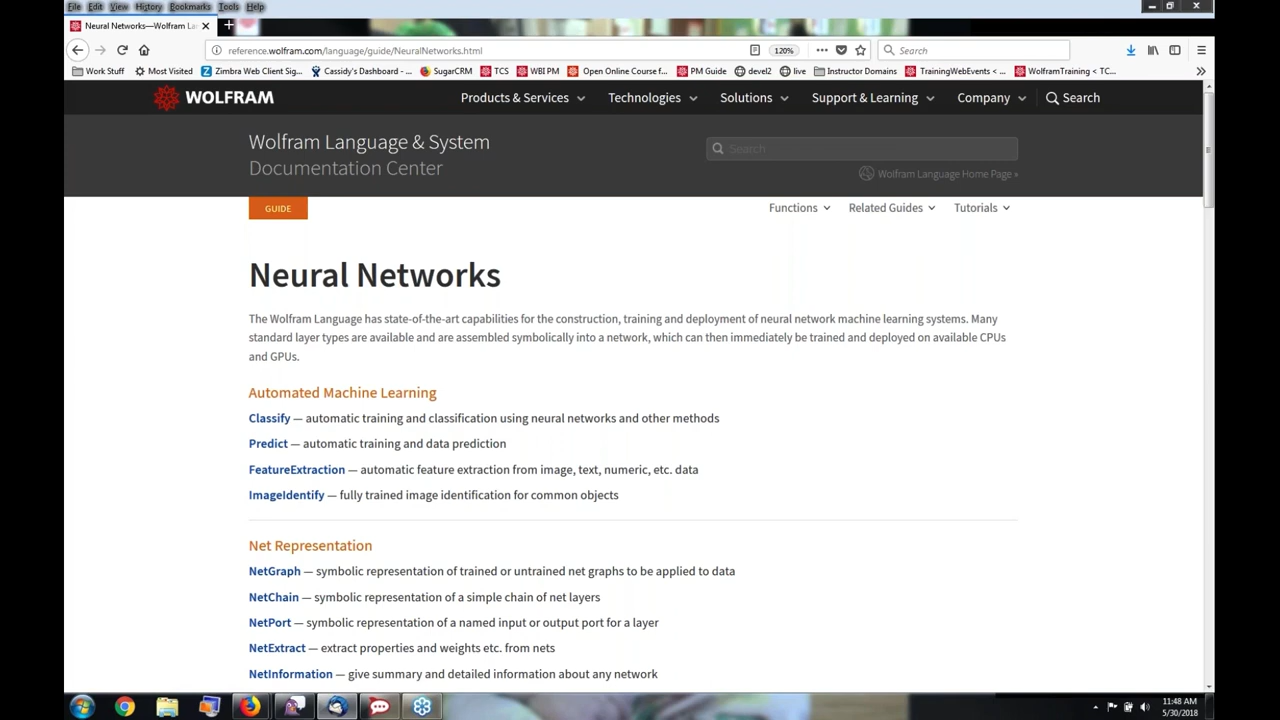 File Edit View History Bookmarks Tools Help
Neural Networks—Wolfram La
reference.wolfram.com/language/guide/NeuralNetworks.html 120% Search
Work Stuff Most Visited Zimbra Web Client Sig... Cassidy's Dashboard - ... SugarCRM TCS WBI PM Open Online Course f... PM Guide devel2 live Instructor Domains TrainingWebEvents < ... WolframTraining < TC...
WOLFRAM Products & Services Technologies Solutions Support & Learning Company Search
Wolfram Language & System
Documentation Center
Search
Wolfram Language Home Page »
GUIDE Functions Related Guides Tutorials
Neural Networks
The Wolfram Language has state-of-the-art capabilities for the construction, training and deployment of neural network machine learning systems. Many
standard layer types are available and are assembled symbolically into a network, which can then immediately be trained and deployed on available CPUs
and GPUs.
Automated Machine Learning
Classify — automatic training and classification using neural networks and other methods
Predict — automatic training and data prediction
FeatureExtraction — automatic feature extraction from image, text, numeric, etc. data
ImageIdentify — fully trained image identification for common objects
Net Representation
NetGraph — symbolic representation of trained or untrained net graphs to be applied to data
NetChain — symbolic representation of a simple chain of net layers
NetPort — symbolic representation of a named input or output port for a layer
NetExtract — extract properties and weights etc. from nets
NetInformation — give summary and detailed information about any network
11:48 AM
5/30/2018